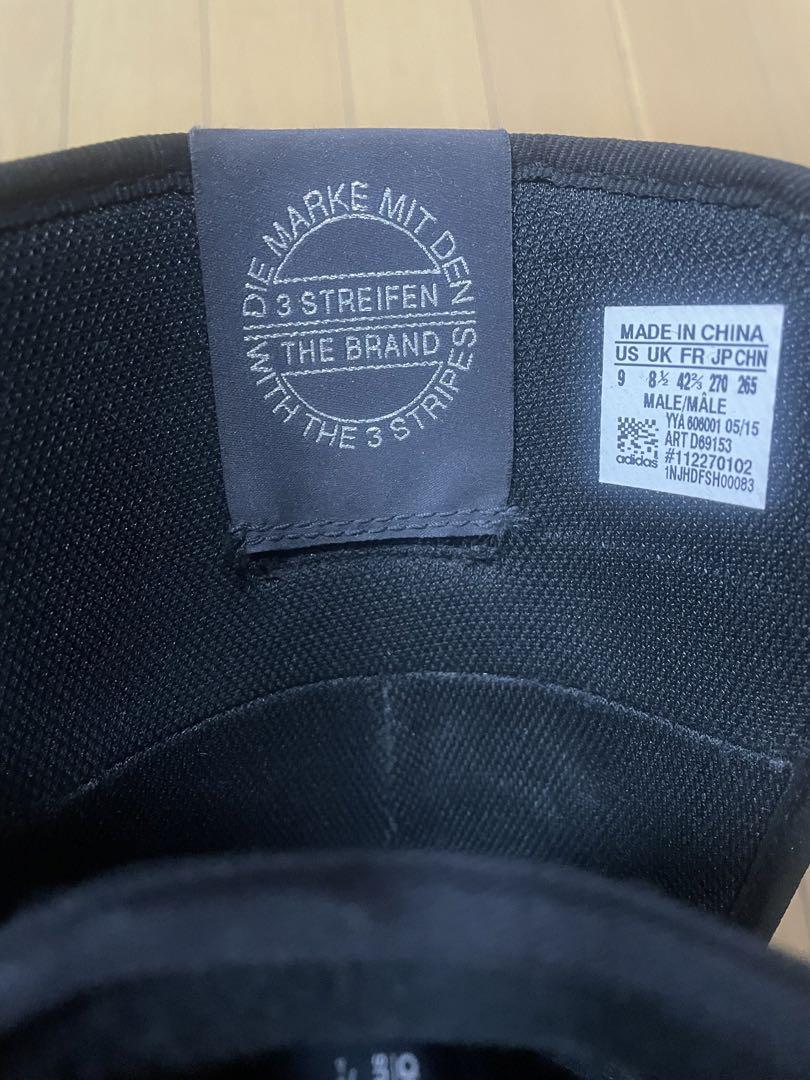 DIE MARKE MIT DEN
3 STREIFEN
THE BRAND
WITH THE 3 STRIPES
MADE IN CHINA
US UK FR JP CHN
9 8½ 42⅔ 270 265
MALE/MÂLE
YYA 606001 05/15
ART D69153
adidas #112270102
1NJHDFSH00083